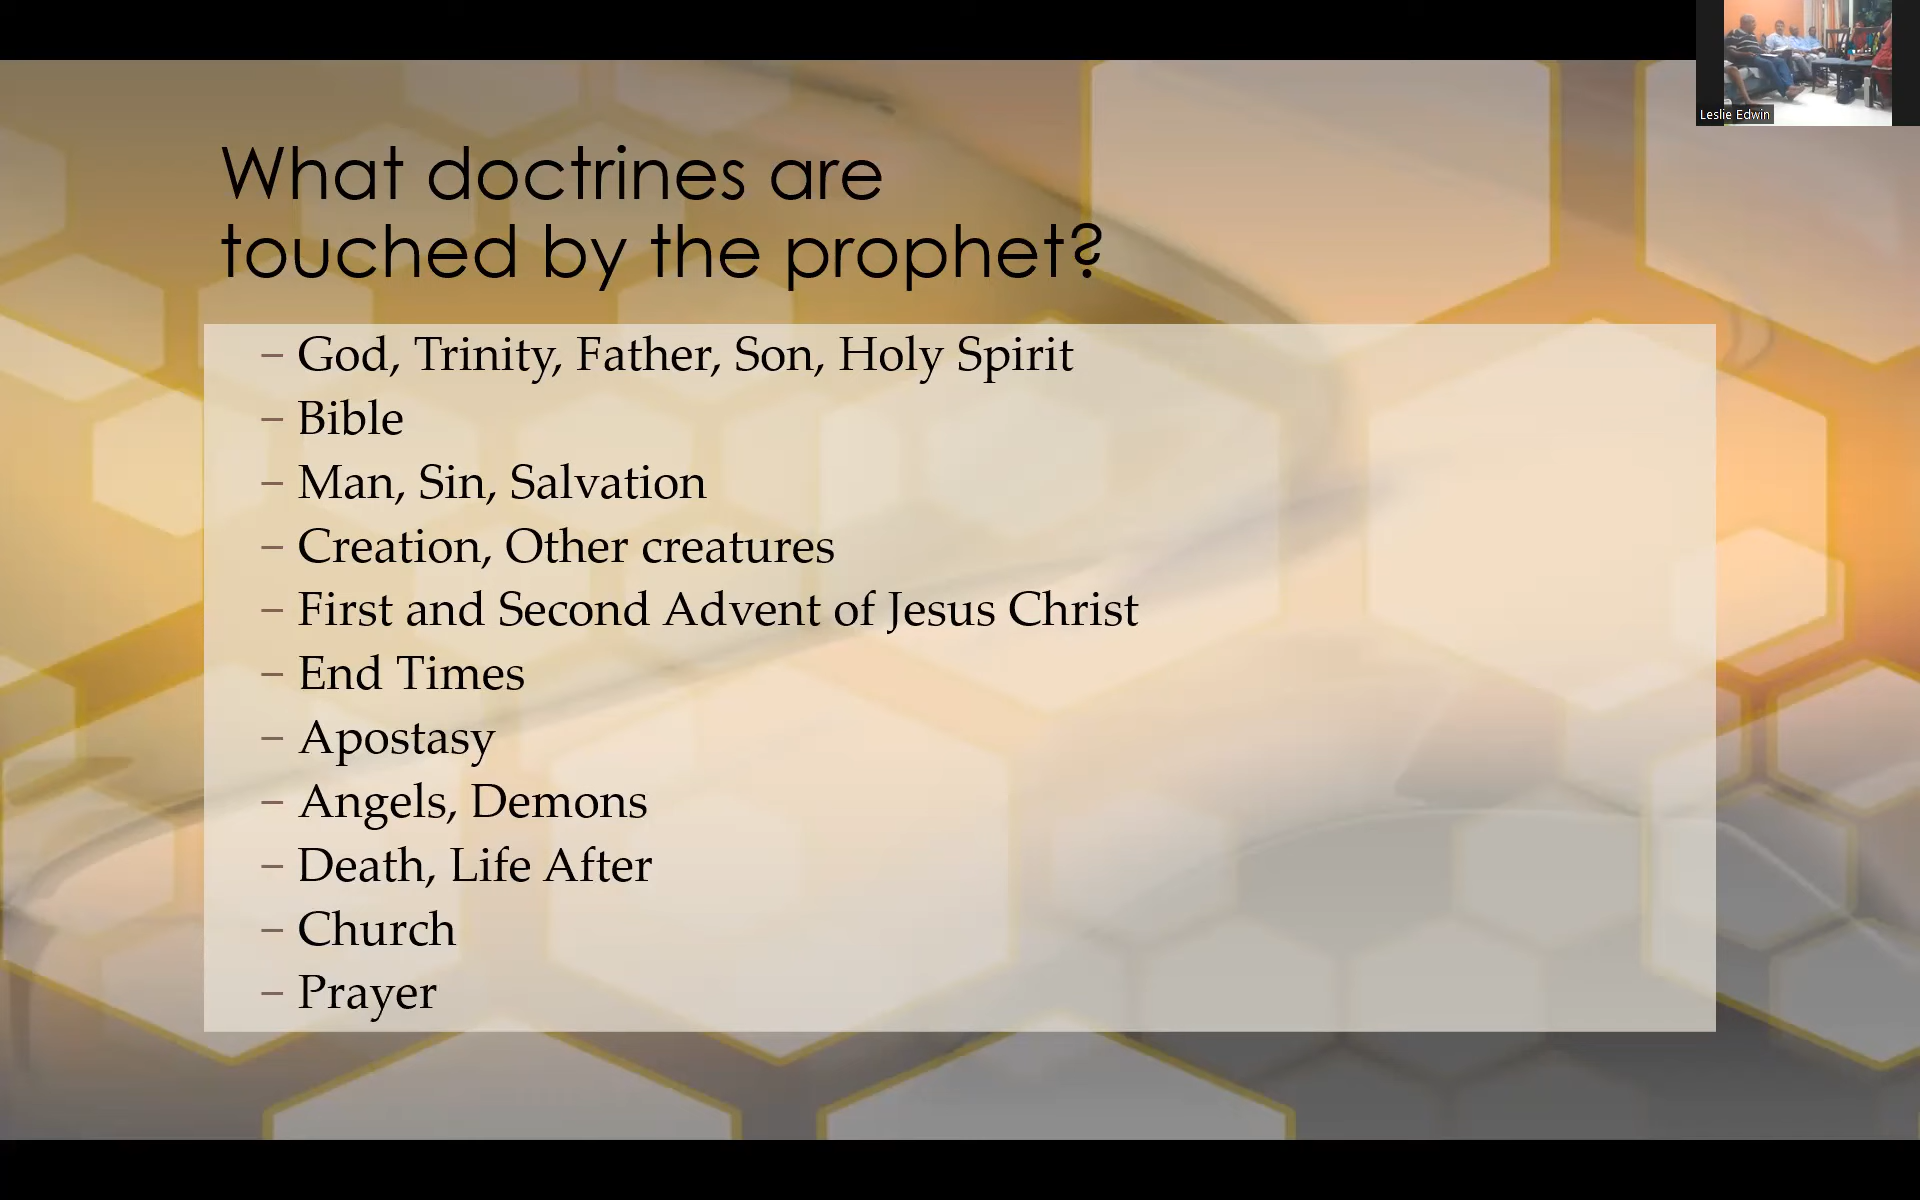 Leslie Edwin
What doctrines are
touched by the prophet?
– God, Trinity, Father, Son, Holy Spirit
– Bible
– Man, Sin, Salvation
– Creation, Other creatures
– First and Second Advent of Jesus Christ
– End Times
– Apostasy
– Angels, Demons
– Death, Life After
– Church
– Prayer